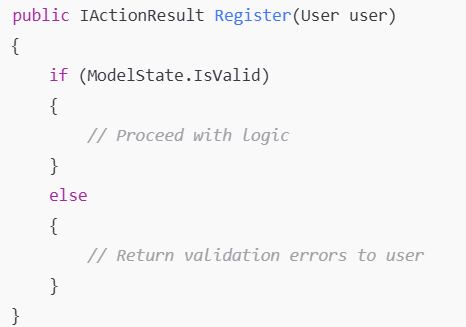 public IActionResult Register(User user)
{
    if (ModelState.IsValid)
    {
        // Proceed with logic
    }
    else
    {
        // Return validation errors to user
    }
}